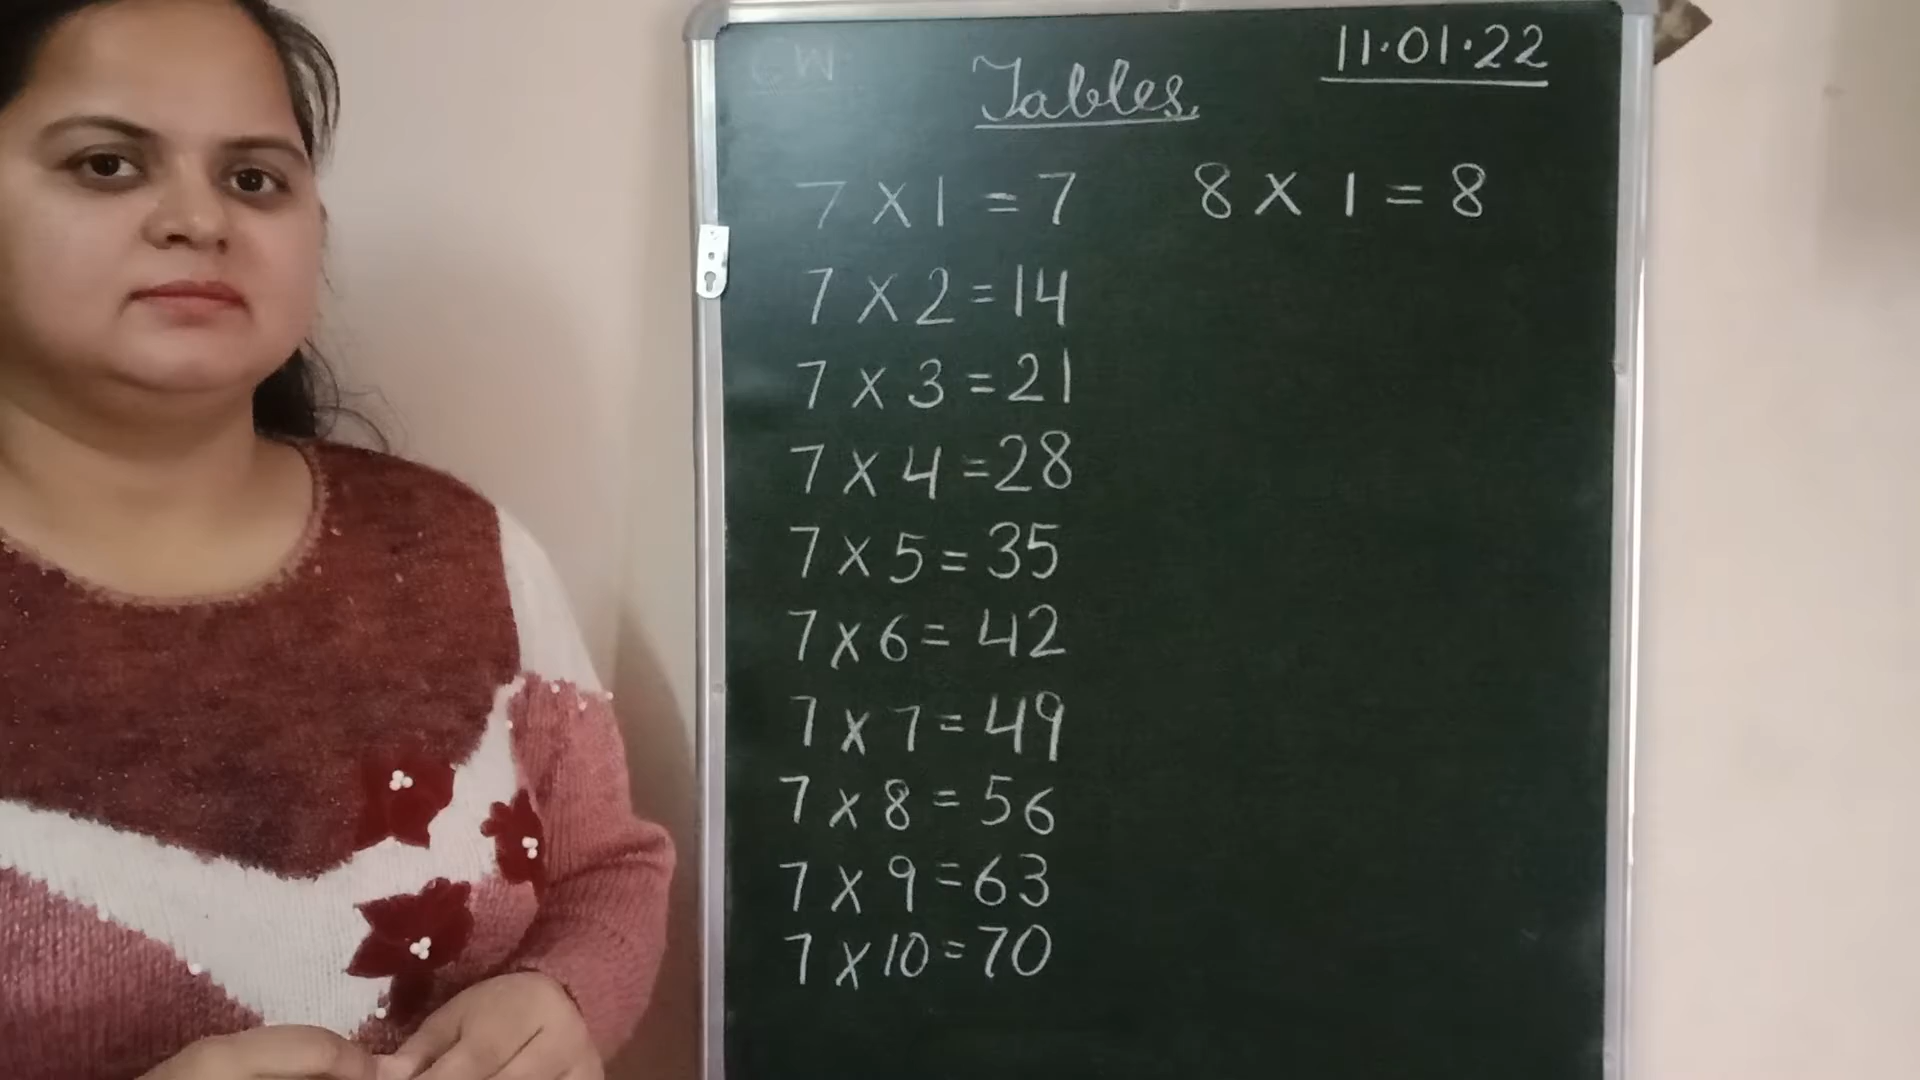 C.W.
Tables.
11.01.22
7 X 1 = 7
7 X 2 = 14
7 X 3 = 21
7 X 4 = 28
7 X 5 = 35
7 X 6 = 42
7 X 7 = 49
7 X 8 = 56
7 X 9 = 63
7 X 10 = 70
8 X 1 = 8